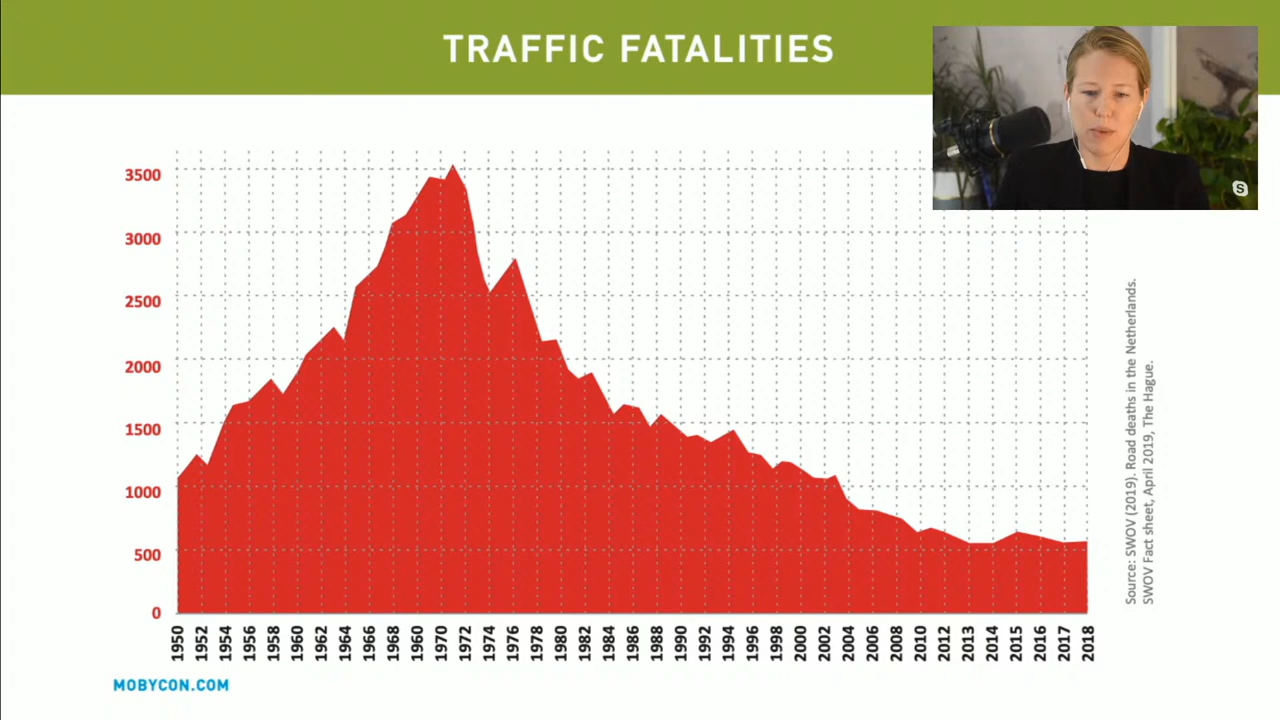 TRAFFIC FATALITIES
3500
3000
2500
2000
1500
1000
500
0
1950 1952 1954 1956 1958 1960 1962 1964 1966 1968 1970 1972 1974 1976 1978 1980 1982 1984 1986 1988 1990 1992 1994 1996 1998 2000 2002 2004 2006 2008 2010 2012 2013 2014 2015 2016 2017 2018
Source: SWOV (2019). Road deaths in the Netherlands.
SWOV Fact sheet, April 2019, The Hague.
MOBYCON.COM
S